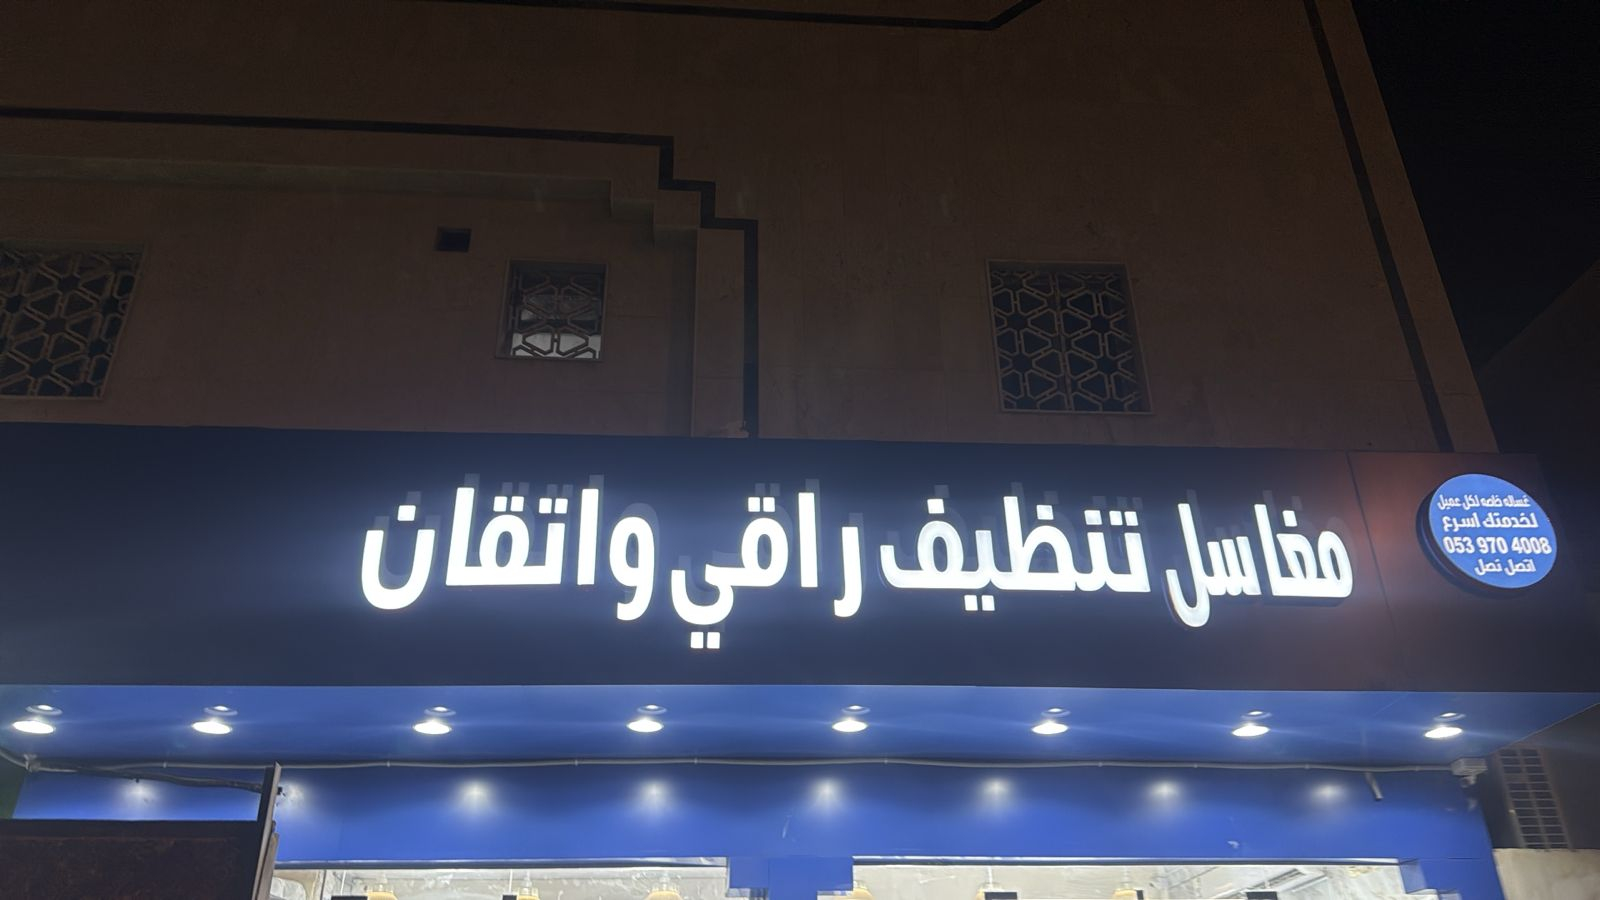 مغاسل تنظيف راقي واتقان
غساله خاصه لكل عميل
لخدمتك اسرع
053 970 4008
اتصل نصل